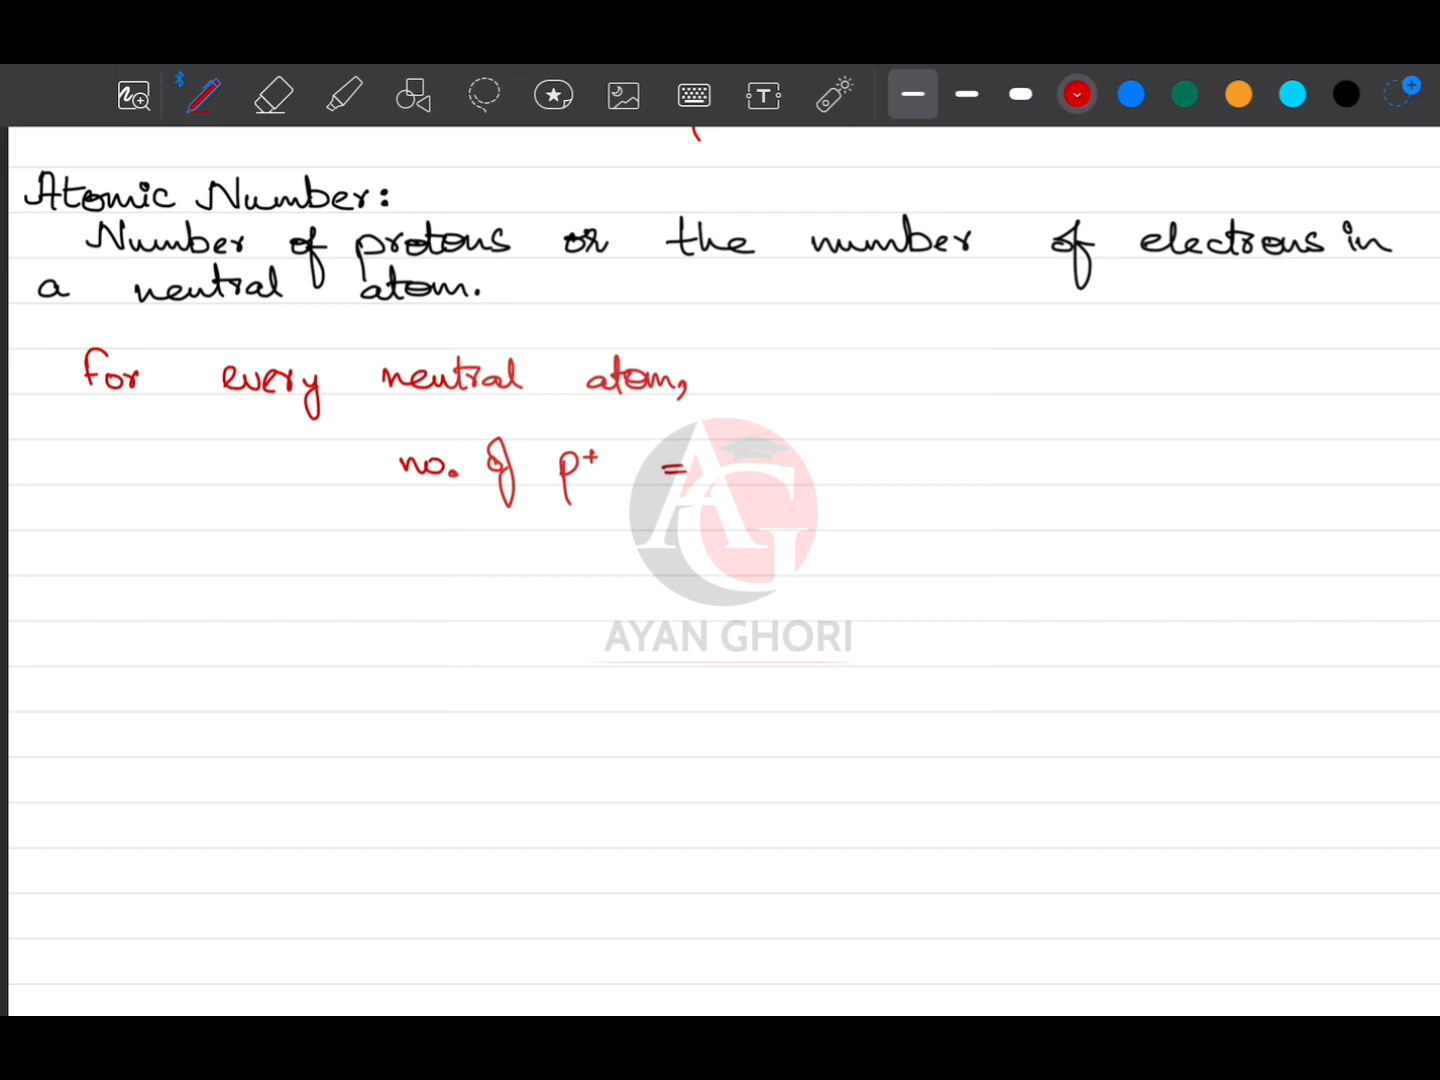 Atomic Number:
Number of protons or the number of electrons in
a neutral atom.
For every neutral atom,
no. of p+ =
AG
AYAN GHORI